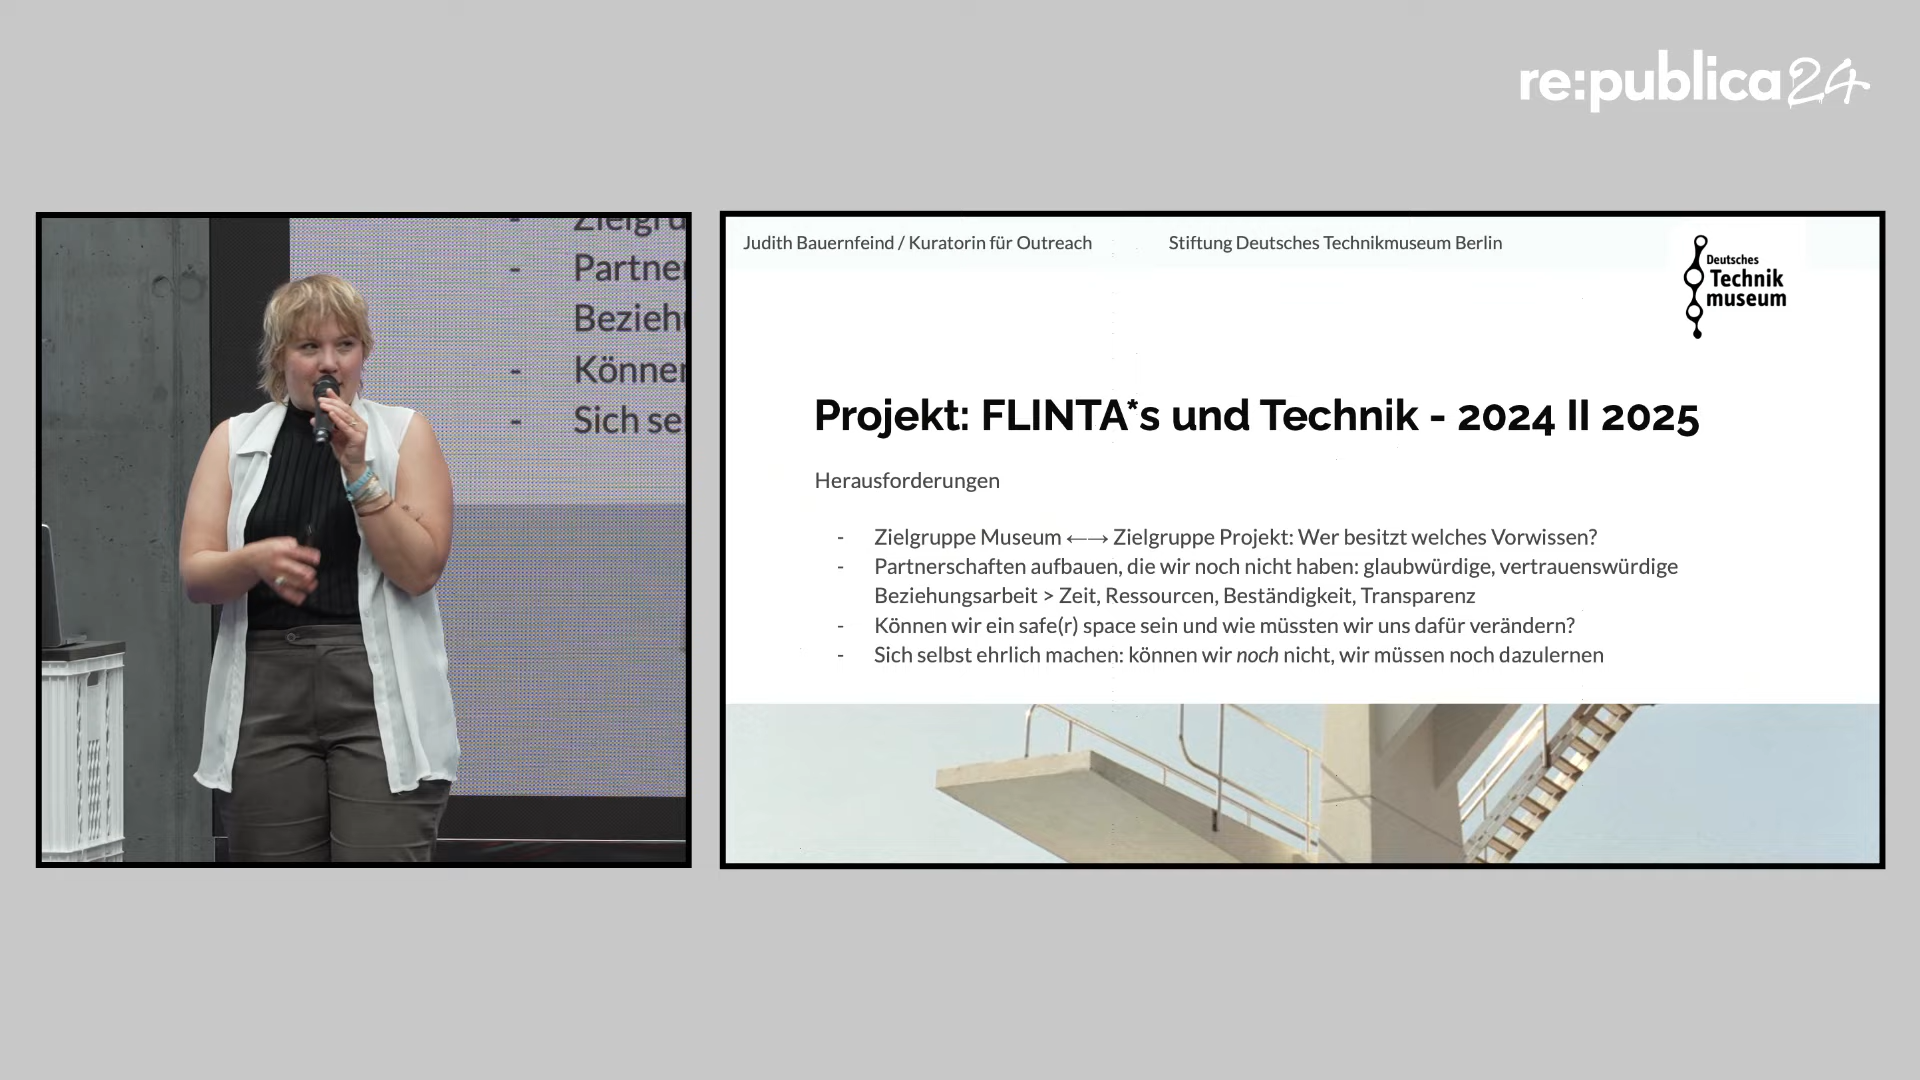 re:publica24
Zielgru
Partner
Bezieh
Könner
Sich se
Judith Bauernfeind / Kuratorin für Outreach
Stiftung Deutsches Technikmuseum Berlin
Deutsches
Technik
museum
Projekt: FLINTA*s und Technik - 2024 II 2025
Herausforderungen
- Zielgruppe Museum ←→ Zielgruppe Projekt: Wer besitzt welches Vorwissen?
- Partnerschaften aufbauen, die wir noch nicht haben: glaubwürdige, vertrauenswürdige
Beziehungsarbeit > Zeit, Ressourcen, Beständigkeit, Transparenz
- Können wir ein safe(r) space sein und wie müssten wir uns dafür verändern?
- Sich selbst ehrlich machen: können wir noch nicht, wir müssen noch dazulernen